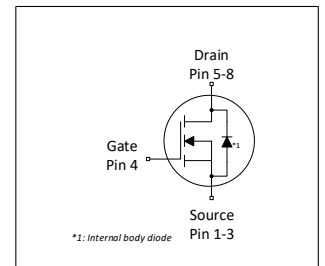 Drain
Pin 5-8
*1
Gate
Pin 4
Source
Pin 1-3
*1: Internal body diode